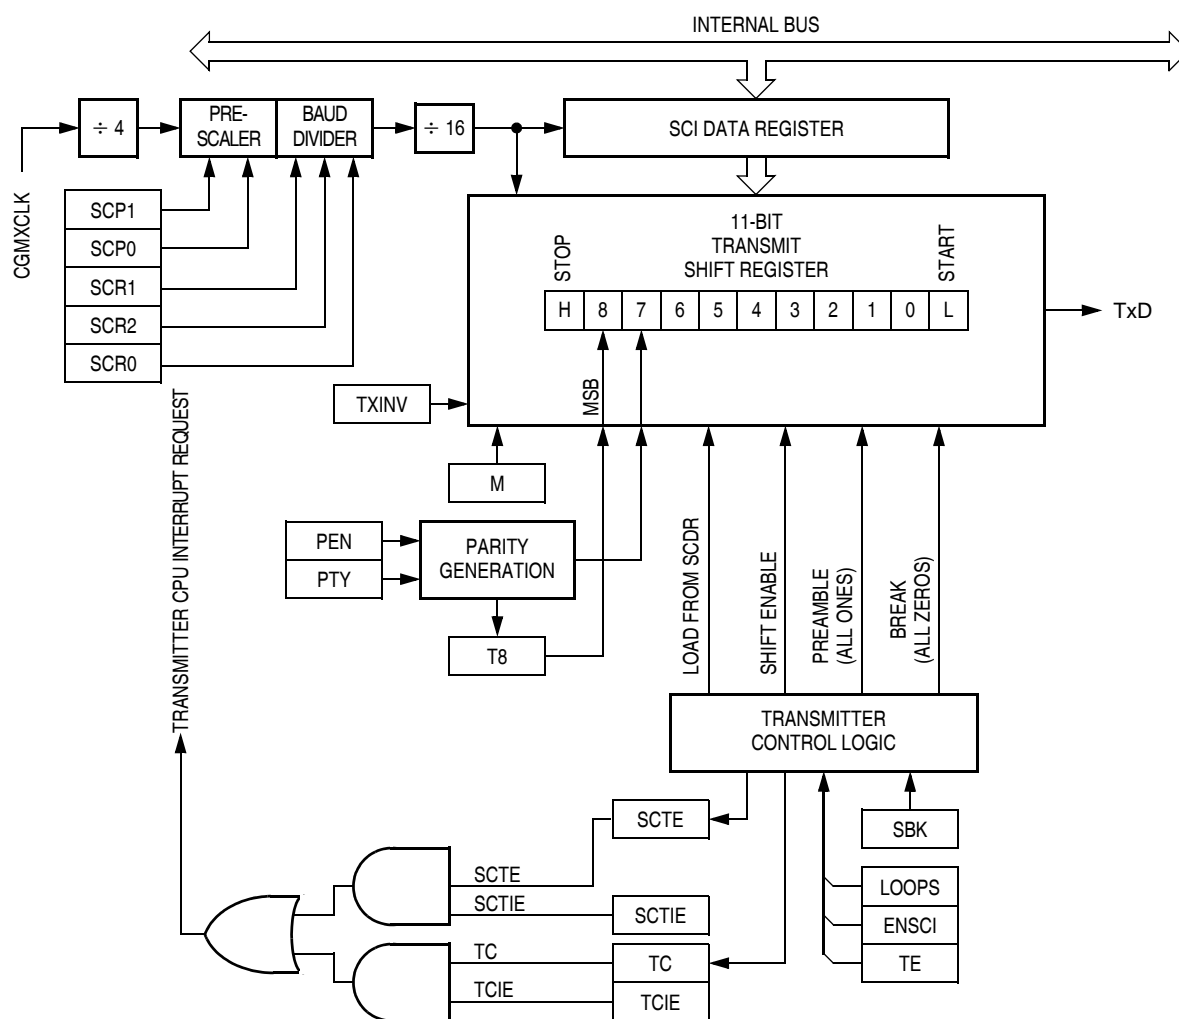 INTERNAL BUS
÷ 4
PRE-
SCALER
BAUD
DIVIDER
÷ 16
SCI DATA REGISTER
CGMXCLK
SCP1
SCP0
SCR1
SCR2
SCR0
11-BIT
TRANSMIT
SHIFT REGISTER
STOP
START
H 8 7 6 5 4 3 2 1 0 L
TxD
MSB
TXINV
M
TRANSMITTER CPU INTERRUPT REQUEST
PEN
PTY
PARITY
GENERATION
T8
LOAD FROM SCDR
SHIFT ENABLE
PREAMBLE
(ALL ONES)
BREAK
(ALL ZEROS)
TRANSMITTER
CONTROL LOGIC
SCTE
SBK
SCTE
SCTIE
SCTIE
LOOPS
ENSCI
TE
TC
TC
TCIE
TCIE